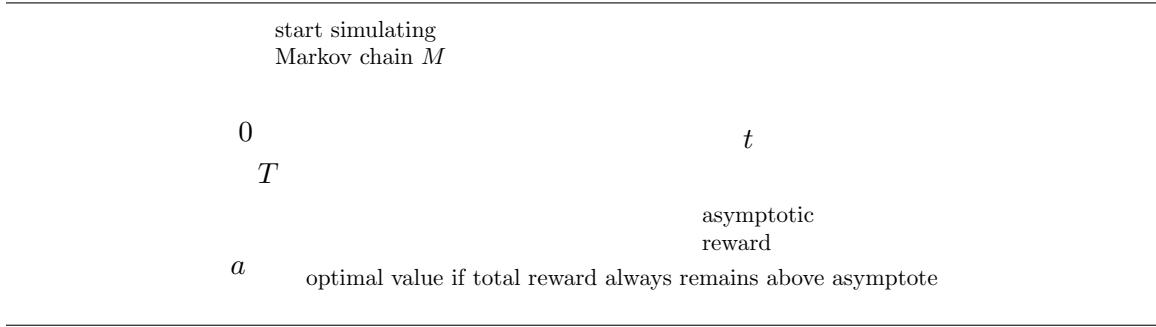 start simulating
Markov chain M
0
t
T
asymptotic
reward
a
optimal value if total reward always remains above asymptote